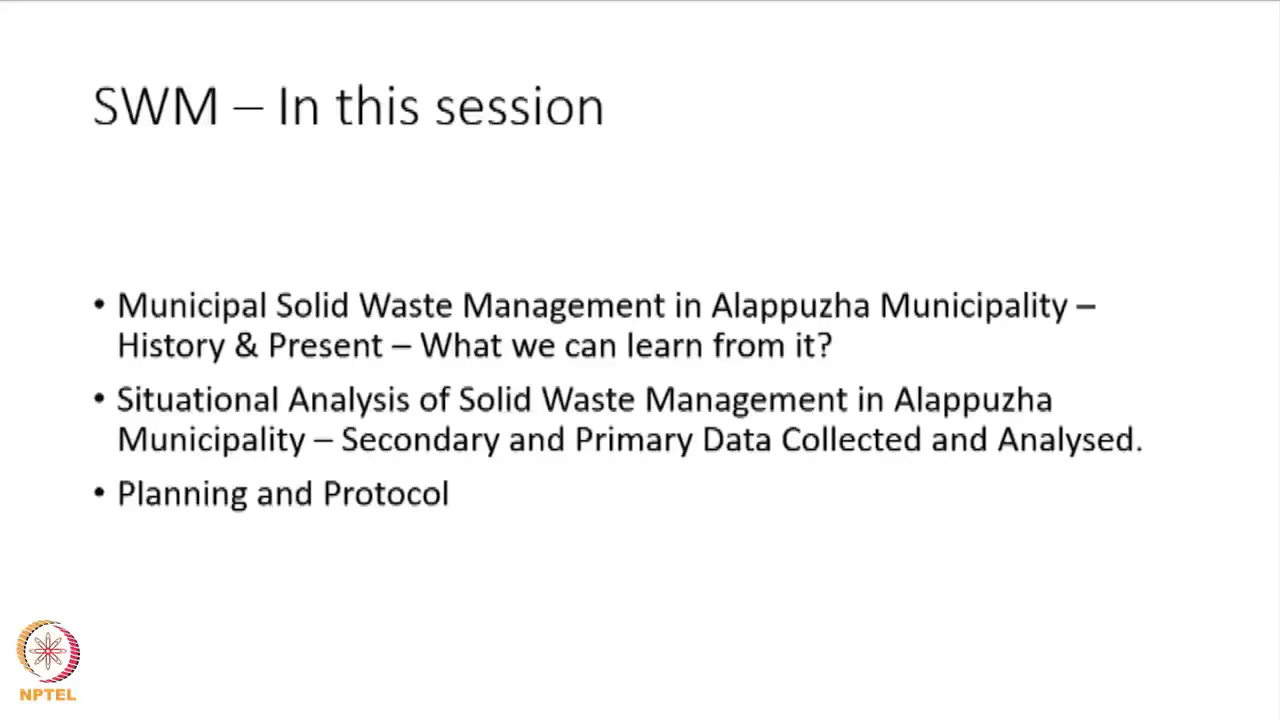 SWM – In this session
• Municipal Solid Waste Management in Alappuzha Municipality –
History & Present – What we can learn from it?
• Situational Analysis of Solid Waste Management in Alappuzha
Municipality – Secondary and Primary Data Collected and Analysed.
• Planning and Protocol
NPTEL